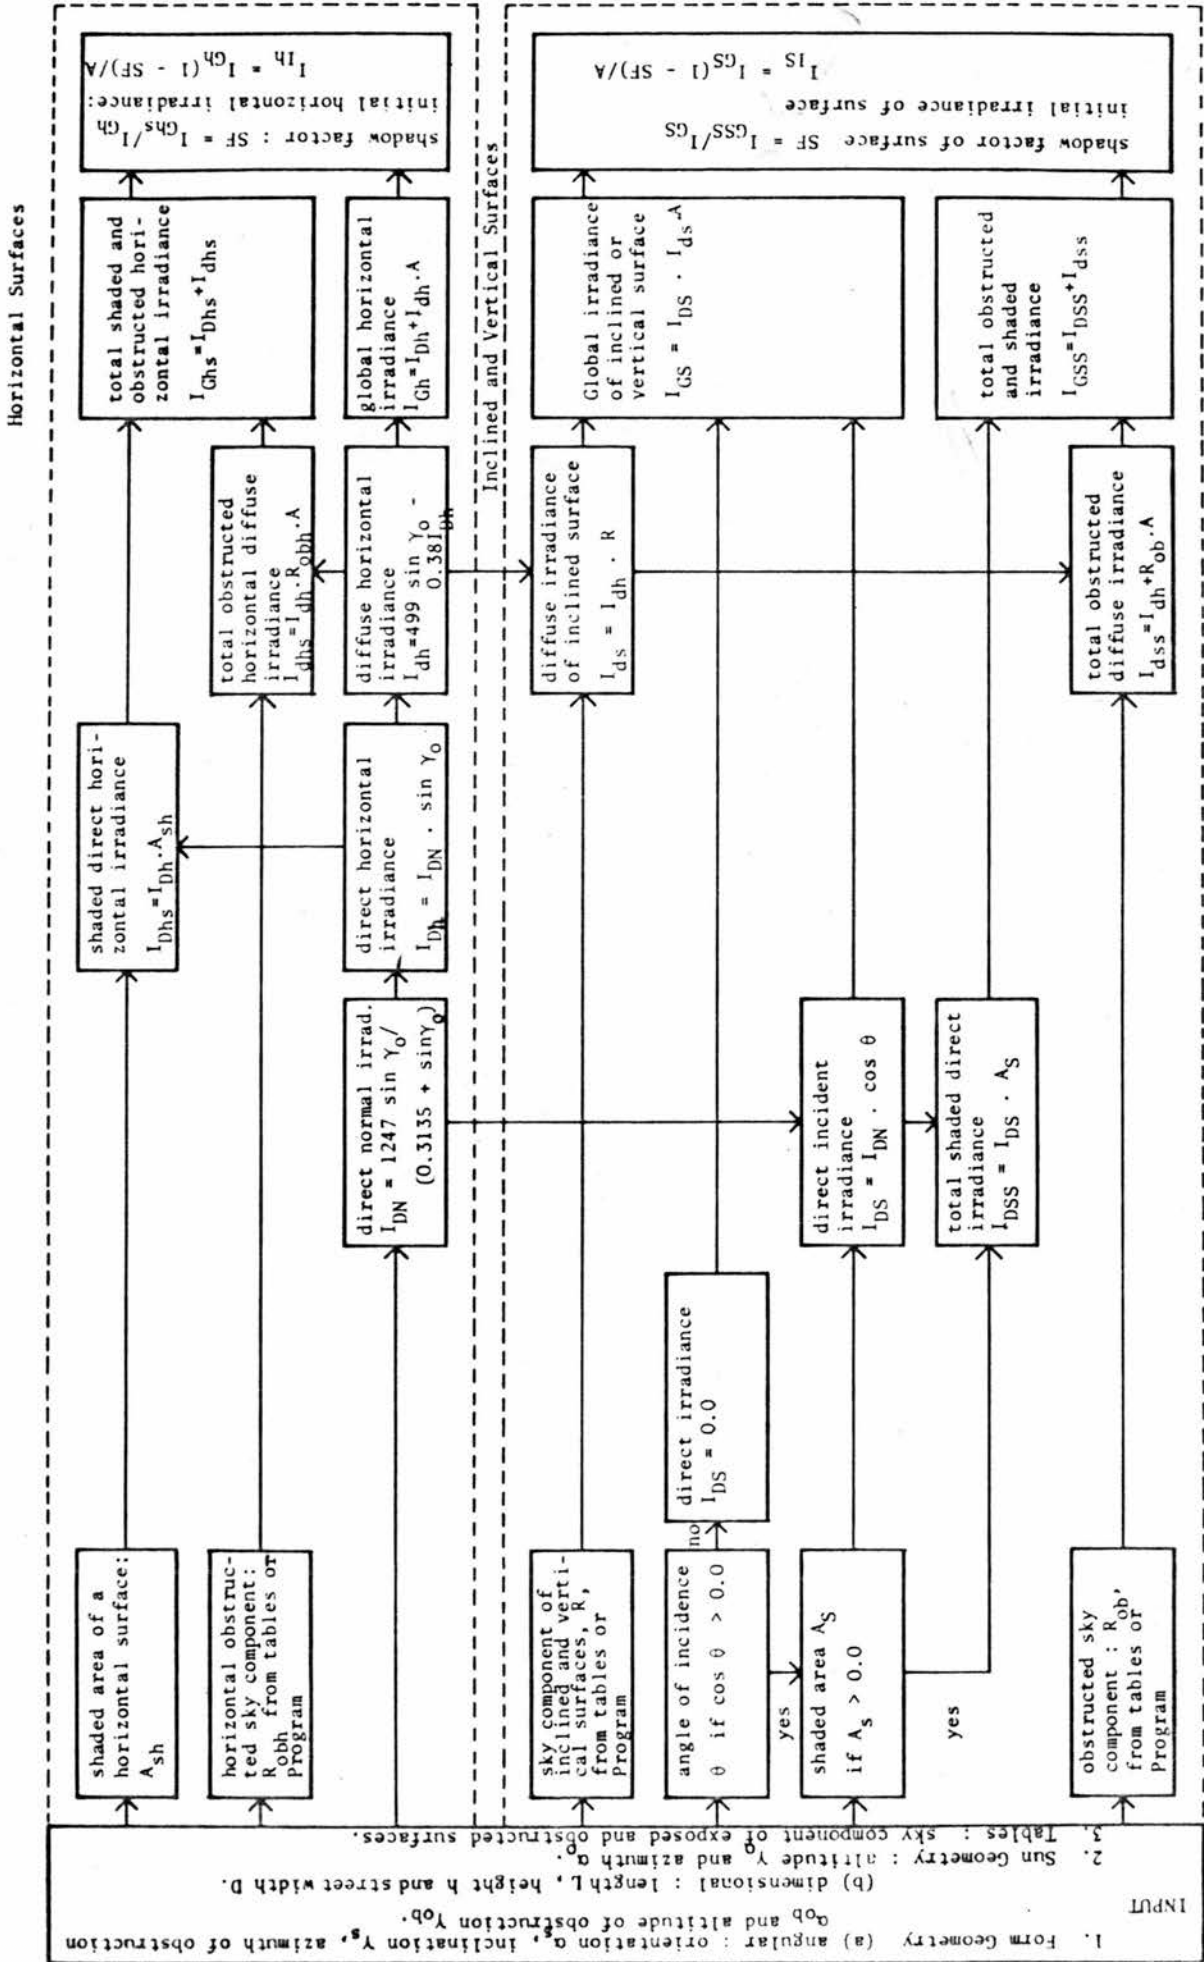 Horizontal Surfaces
INPUT
1. Form Geometry (a) angular : orientation αs, inclination γs, azimuth of obstruction
αob and altitude of obstruction γob.
(b) dimensional : length L, height h and street width D.
2. Sun Geometry : altitude γo and azimuth αo.
3. Tables : sky component of exposed and obstructed surfaces.
shaded area of a
horizontal surface:
Ash
horizontal obstruc-
ted sky component:
Robh from tables or
Program
direct normal irrad.
IDN = 1247 sin γo/
(0.3135 + sinγo)
shaded direct hori-
zontal irradiance
IDhs=IDh.Ash
direct horizontal
irradiance
IDh = IDN . sin γo
total obstructed
horizontal diffuse
irradiance
Idhs=Idh.Robh.A
diffuse horizontal
irradiance
Idh=499 sin γo -
0.38IDh
total shaded and
obstructed hori-
zontal irradiance
IGhs=IDhs+Idhs
global horizontal
irradiance
IGh=IDh+Idh.A
shadow factor : SF = IGhs/IGh
initial horizontal irradiance:
IIh = IGh(1 - SF)/A
Inclined and Vertical Surfaces
sky component of
inclined and verti-
cal surfaces, R,
from tables or
Program
angle of incidence
θ if cos θ > 0.0
no
yes
direct irradiance
IDS = 0.0
shaded area AS
if As > 0.0
yes
obstructed sky
component : Rob,
from tables or
Program
direct incident
irradiance
IDS = IDN . cos θ
total shaded direct
irradiance
IDSS = IDS . AS
diffuse irradiance
of inclined surface
Ids = Idh . R
total obstructed
diffuse irradiance
Idss=Idh+Rob.A
Global irradiance
of inclined or
vertical surface
IGS = IDS . Ids.A
total obstructed
and shaded
irradiance
IGSS=IDSS+Idss
shadow factor of surface SF = IGSS/IGS
initial irradiance of surface
IIS = IGS(1 - SF)/A